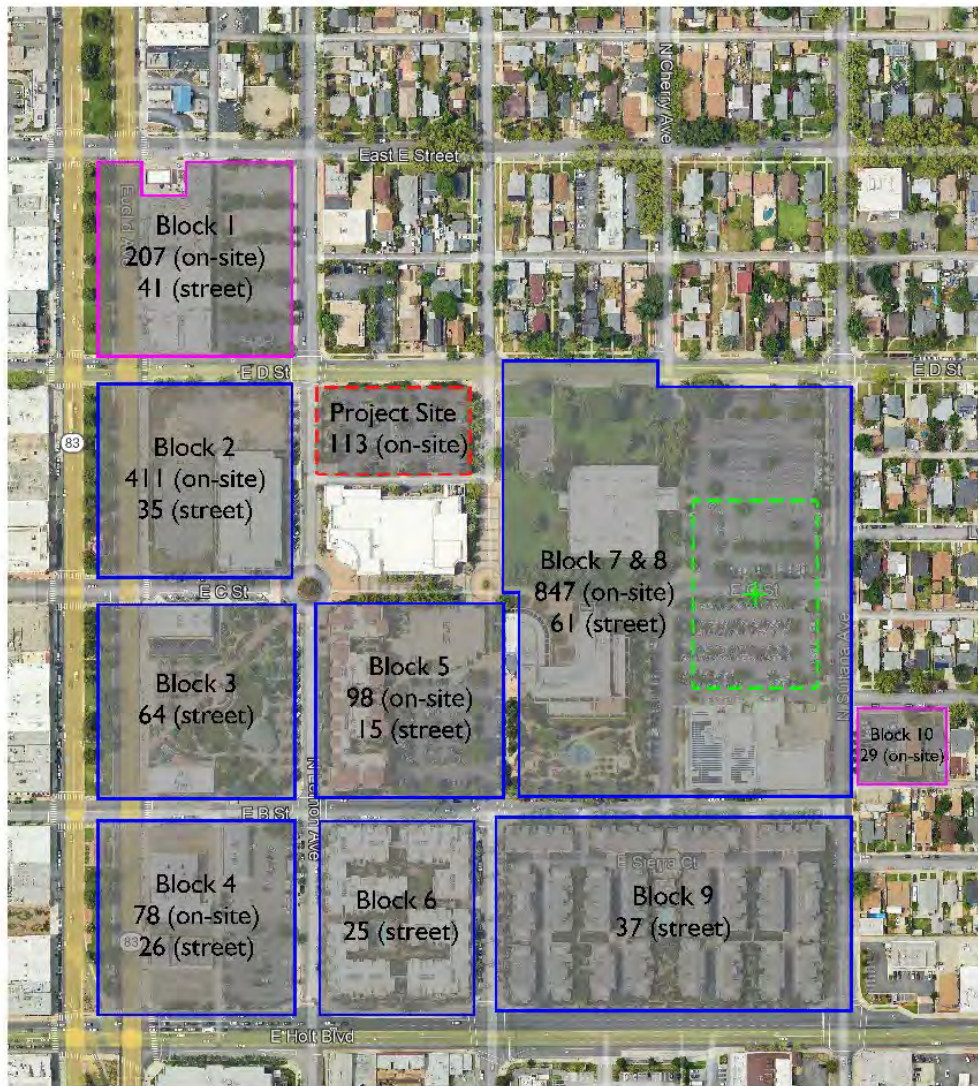 N Cherry Ave
East E Street
Block 1
207 (on-site)
41 (street)
E D St
E D St
83
Block 2
411 (on-site)
35 (street)
Project Site
113 (on-site)
Block 7 & 8
847 (on-site)
61 (street)
E C St
Block 3
64 (street)
Block 5
98 (on-site)
15 (street)
N Sultana Ave
Block 10
29 (on-site)
E B St
Block 4
78 (on-site)
26 (street)
83
Block 6
25 (street)
E Sierra Ct
Block 9
37 (street)
E Holt Blvd